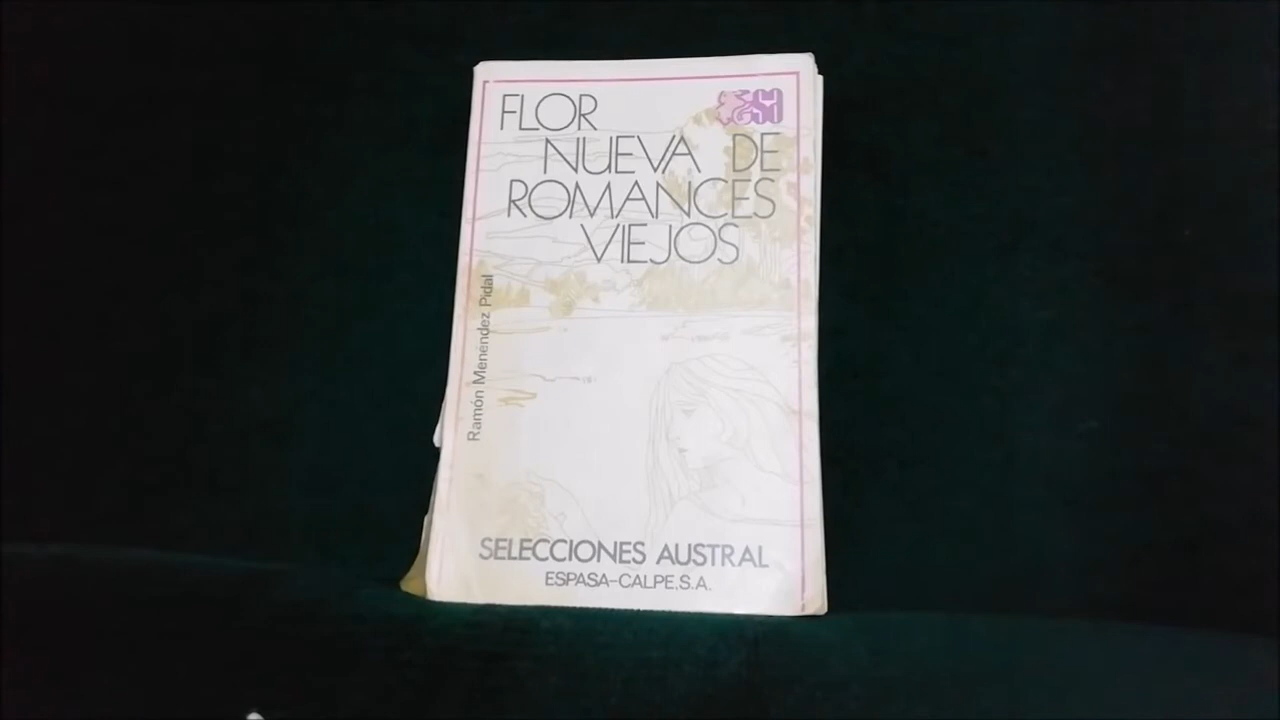 FLOR
NUEVA DE
ROMANCES
VIEJOS
Ramón Menéndez Pidal
SELECCIONES AUSTRAL
ESPASA-CALPE, S.A.